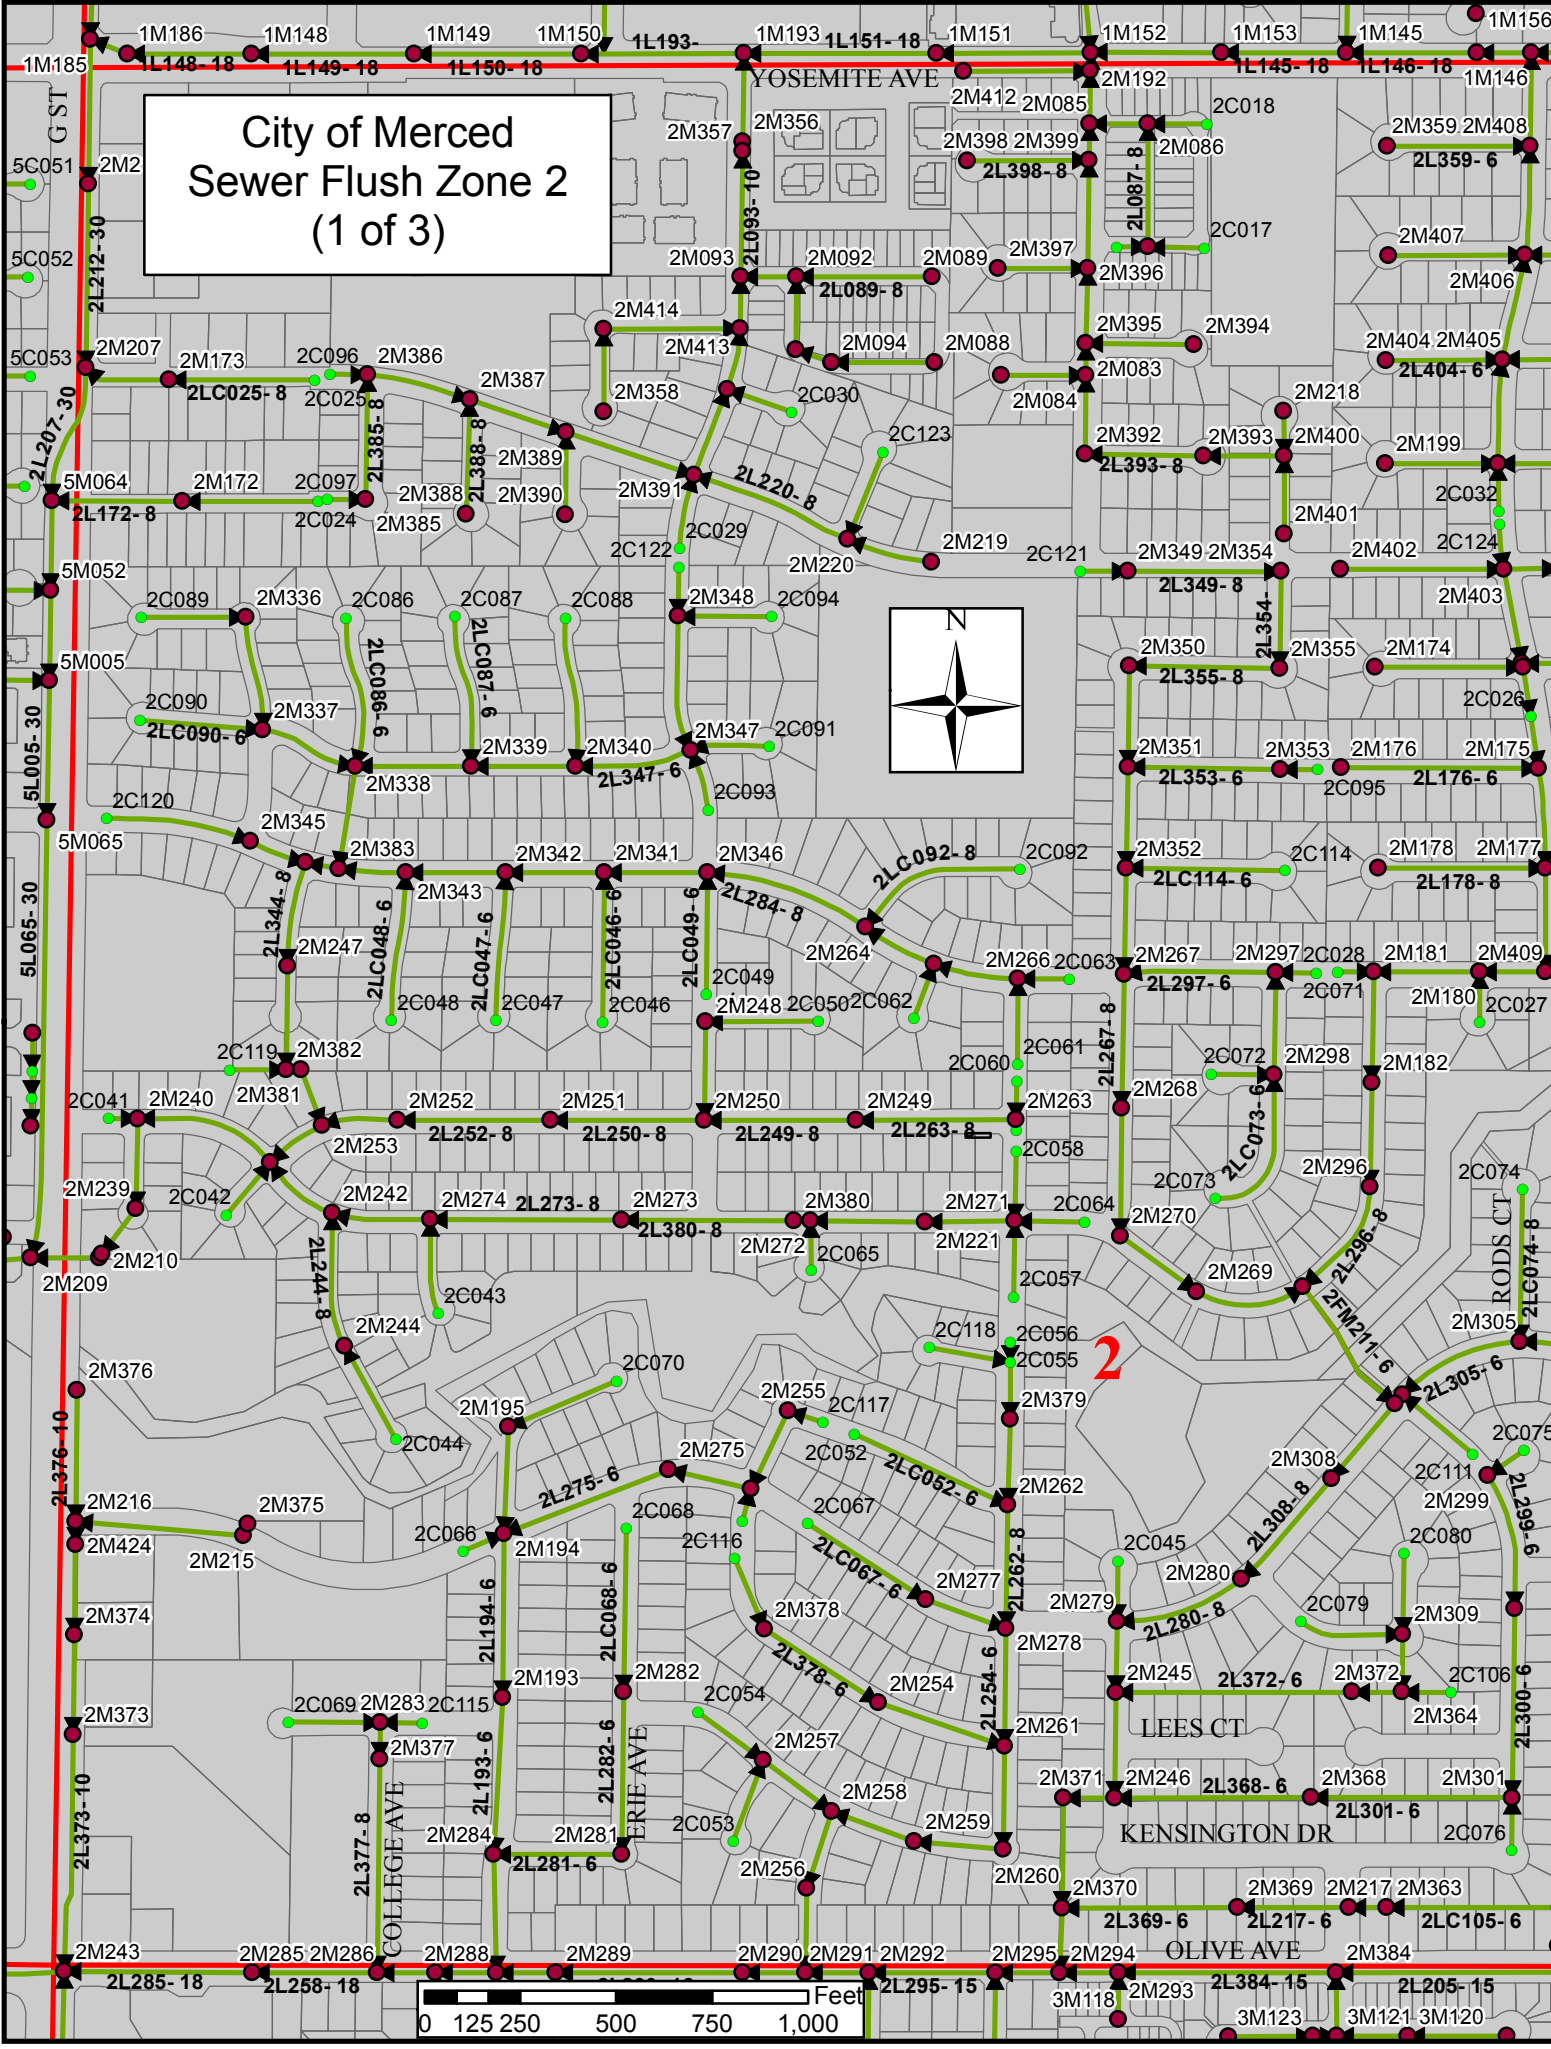 1M186
1M148
1M149
1M150
1L193-
1M193
1L151- 18
1M151
1M152
1M153
1M145
1M156
1M185
1L148- 18
1L149- 18
1L150- 18
YOSEMITE AVE
1L145- 18
1L146- 18
1M146
G ST
City of Merced
Sewer Flush Zone 2
(1 of 3)
2M192
2M412
2M085
2C018
2M357
2M356
2M398
2M399
2M086
2M359
2M408
5C051
2M2
2L398- 8
2L359- 6
2L087- 8
2L093- 10
2L212- 30
2C017
2M407
5C052
2M093
2M092
2M089
2M397
2M396
2M406
2L089- 8
2M414
2M413
2M395
2M394
2M404
2M405
5C053
2M207
2M173
2C096
2M386
2M387
2M094
2M088
2M083
2L404- 6
2LC025- 8
2C025
2M358
2C030
2M084
2M218
2L207- 30
2L385- 8
2L388- 8
2M389
2C123
2M392
2M393
2M400
2M199
2L393- 8
5M064
2M172
2C097
2M388
2M390
2M391
2L220- 8
2C032
2L172- 8
2C024
2M385
2C029
2M401
2C122
2M220
2M219
2C121
2M349
2M354
2M402
2C124
5M052
2L349- 8
2M403
2C089
2M336
2C086
2C087
2C088
2M348
2C094
N
2L354-
2LC086- 6
2LC087- 6
5M005
2M350
2M355
2M174
2L355- 8
2C090
2C026
2LC090- 6
2M337
2M339
2M340
2M347
2C091
2M351
2M353
2M176
2M175
2L005- 30
2M338
2L347- 6
2L353- 6
2C095
2L176- 6
2C120
2C093
5M065
2M345
2M383
2M342
2M341
2M346
2LC092- 8
2C092
2M352
2C114
2M178
2M177
2M343
2L284- 8
2LC114- 6
2L178- 8
5L065- 30
2L344- 8
2LC048- 6
2LC047- 6
2LC046- 6
2LC049- 6
2M247
2M264
2M266
2C063
2M267
2M297
2C028
2M181
2M409
2L297- 6
2C071
2C049
2M180
2C027
2C048
2C047
2C046
2M248
2C050
2C062
2L267- 8
2C119
2M382
2C060
2C061
2C072
2M298
2M182
2C041
2M240
2M381
2M252
2M251
2M250
2M249
2M263
2M268
2LC073- 6
2M253
2L252- 8
2L250- 8
2L249- 8
2L263- 8
2C058
2M296
2C074
2M239
2C042
2M242
2M274
2L273- 8
2M273
2M380
2M271
2C064
2C073
2L380- 8
2M270
2M210
2M272
2C065
2M221
2L296- 8
RODS CT
2LC074- 8
2M209
2L244- 8
2C043
2C057
2M269
2FM211- 6
2M305
2M244
2C118
2C056
2C055
2
2L305- 6
2M376
2C070
2M255
2C117
2M379
2M195
2C044
2C052
2C075
2L376- 10
2M275
2LC052- 6
2M308
2C111
2M216
2M375
2L275- 6
2C068
2C067
2M262
2M299
2L299- 6
2C066
2L308- 8
2M424
2M215
2M194
2C116
2C045
2C080
2LC067- 6
2L262- 8
2M280
2L194- 6
2LC068- 6
2M277
2M279
2C079
2M309
2M374
2M378
2M278
2L280- 8
2M193
2M282
2L378- 6
2M254
2L254- 6
2M245
2L372- 6
2M372
2C106
2C069
2M283
2C115
2C054
2M364
2L300- 6
2M373
2M377
2M257
2M261
LEES CT
2L193- 6
2L282- 6
ERIE AVE
2L373- 10
2L377- 8
COLLEGE AVE
2M258
2M371
2M246
2L368- 6
2M368
2M301
2C053
2L301- 6
2M284
2M281
2M259
KENSINGTON DR
2C076
2L281- 6
2M256
2M260
2M370
2M369
2M217
2M363
2L369- 6
2L217- 6
2LC105- 6
2M243
2M285
2M286
2M288
2M289
2M290
2M291
2M292
2M295
2M294
OLIVE AVE
2M384
2L285- 18
2L258- 18
2L295- 15
2L384- 15
2L205- 15
2M293
Feet
0 125 250 500 750 1,000
3M118
3M123
3M121
3M120